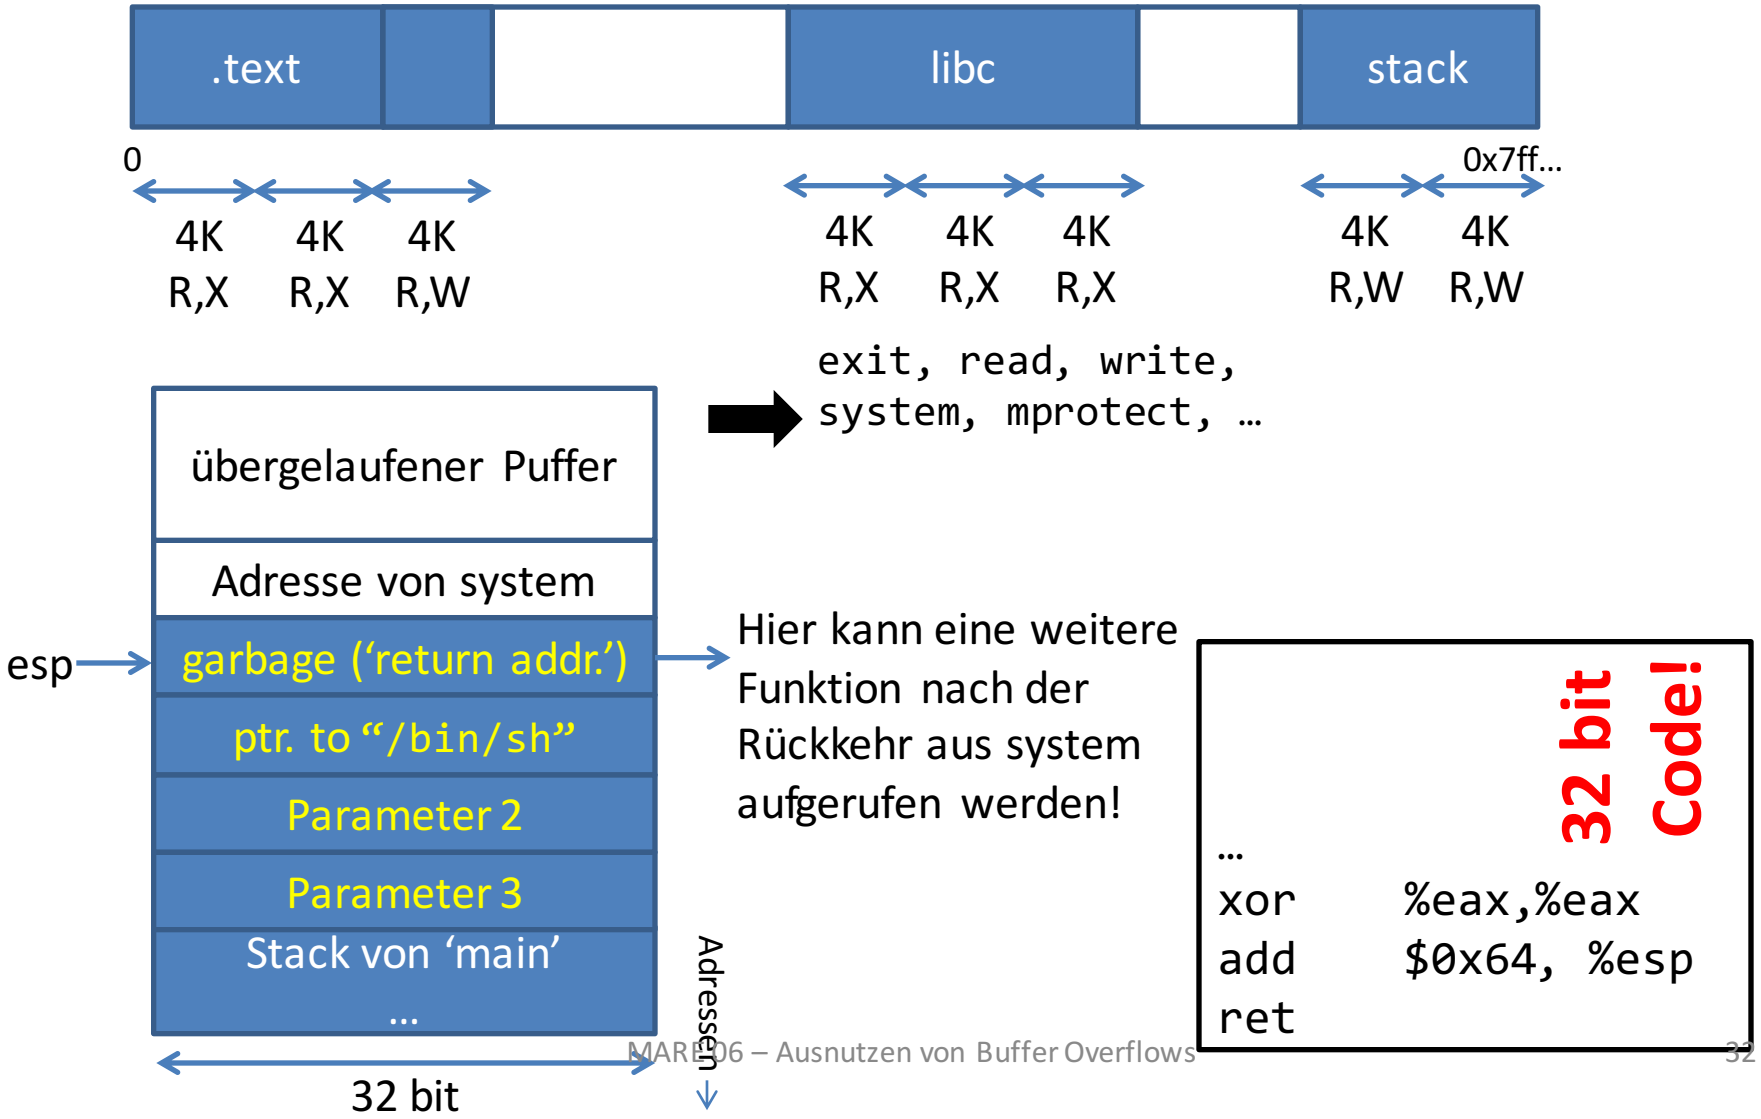 .text
libc
stack
0
0x7ff…
4K 4K 4K
R,X R,X R,W
4K 4K 4K
R,X R,X R,X
4K 4K
R,W R,W
exit, read, write,
system, mprotect, …
übergelaufener Puffer
Adresse von system
esp
garbage (‘return addr.’)
ptr. to “/bin/sh”
Parameter 2
Parameter 3
Stack von ‘main’
…
32 bit
Adressen
Hier kann eine weitere
Funktion nach der
Rückkehr aus system
aufgerufen werden!
32 bit
Code!
…
xor %eax,%eax
add $0x64, %esp
ret
MARE 06 – Ausnutzen von Buffer Overflows
32